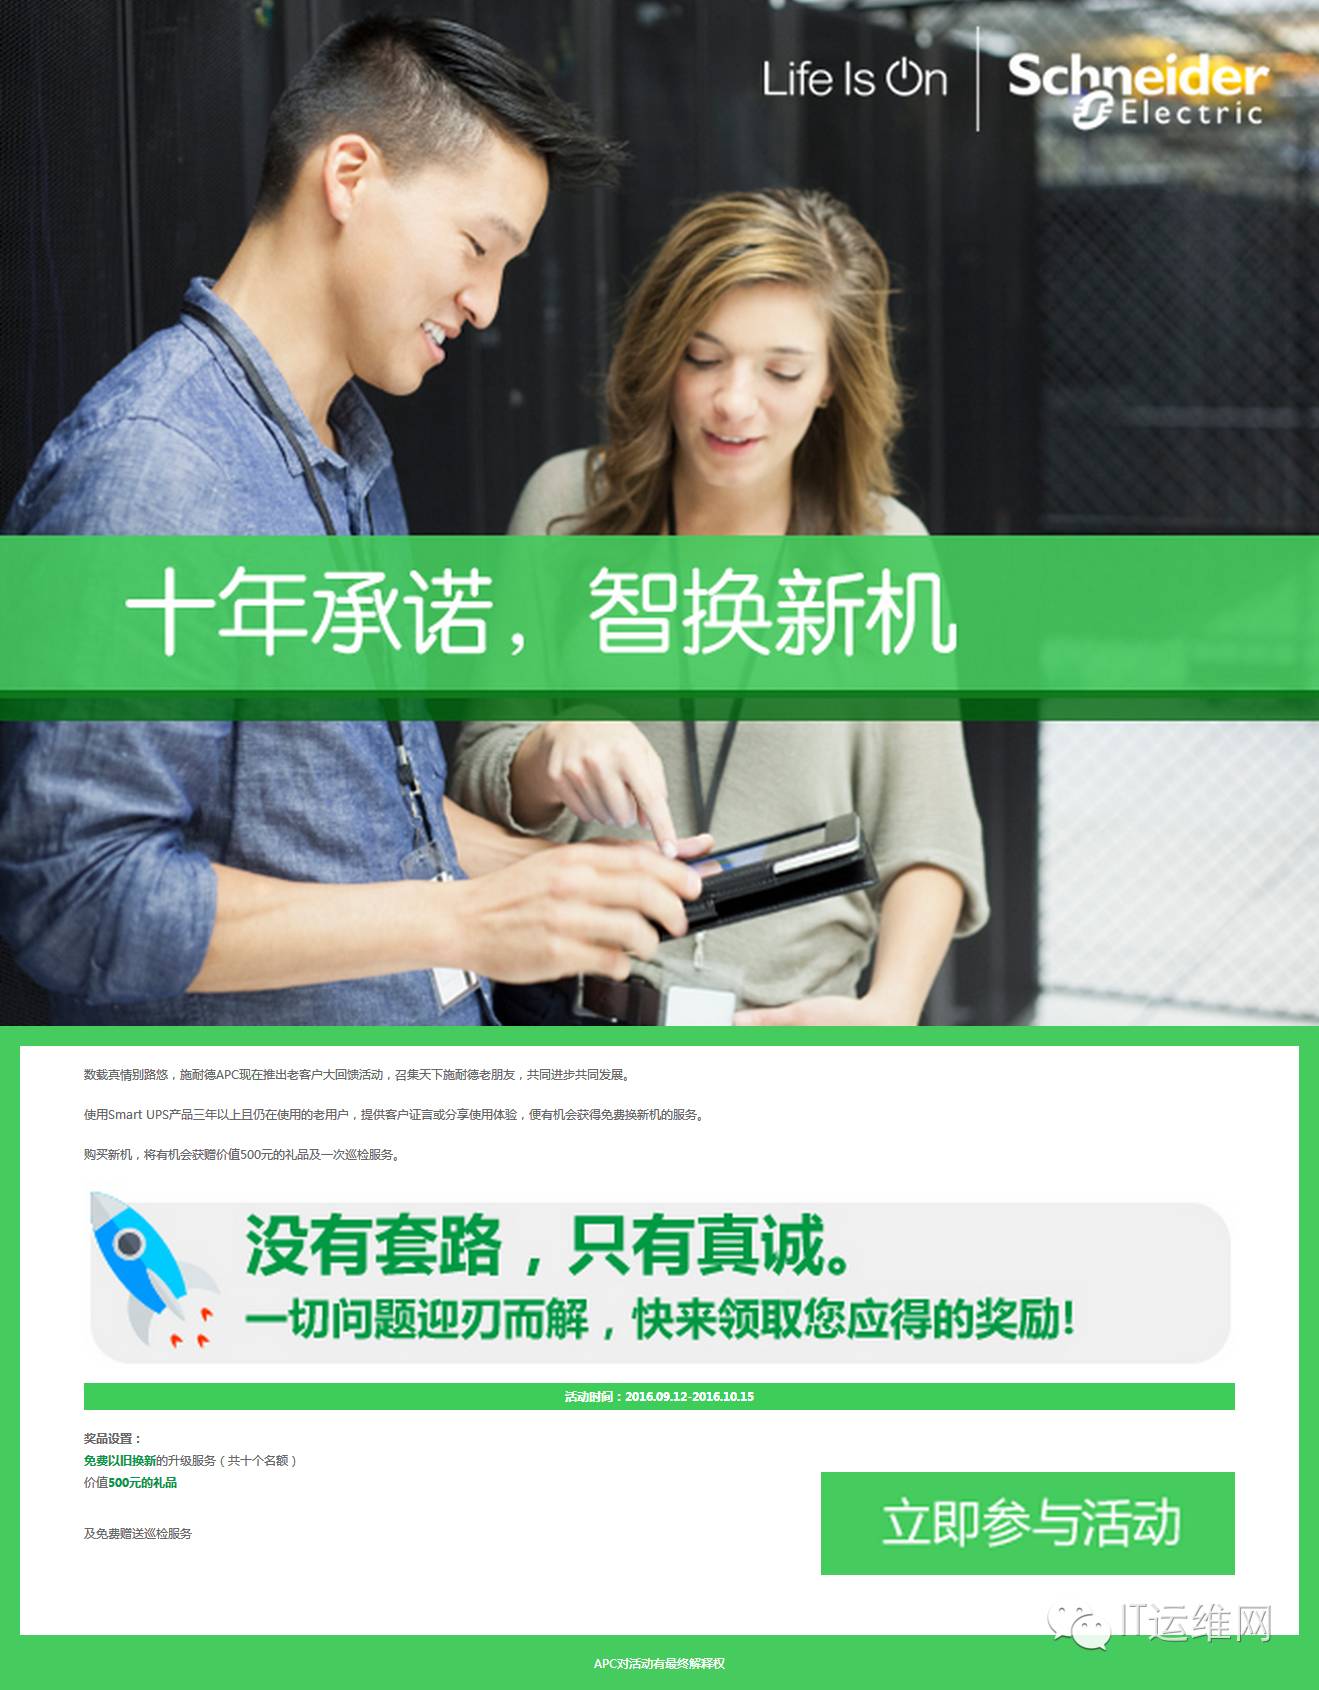 Life Is On
Schneider
Electric
十年承诺，智换新机
数载真情别路悠，施耐德APC现在推出老客户大回馈活动，召集天下施耐德老朋友，共同进步共同发展。
使用Smart UPS产品三年以上且仍在使用的老用户，提供客户证言或分享使用体验，便有机会获得免费换新机的服务。
购买新机，将有机会获赠价值500元的礼品及一次巡检服务。
没有套路，只有真诚。
一切问题迎刃而解，快来领取您应得的奖励!
活动时间：2016.09.12-2016.10.15
奖品设置：
免费以旧换新的升级服务（共十个名额）
价值500元的礼品
及免费赠送巡检服务
立即参与活动
IT运维网
APC对活动有最终解释权